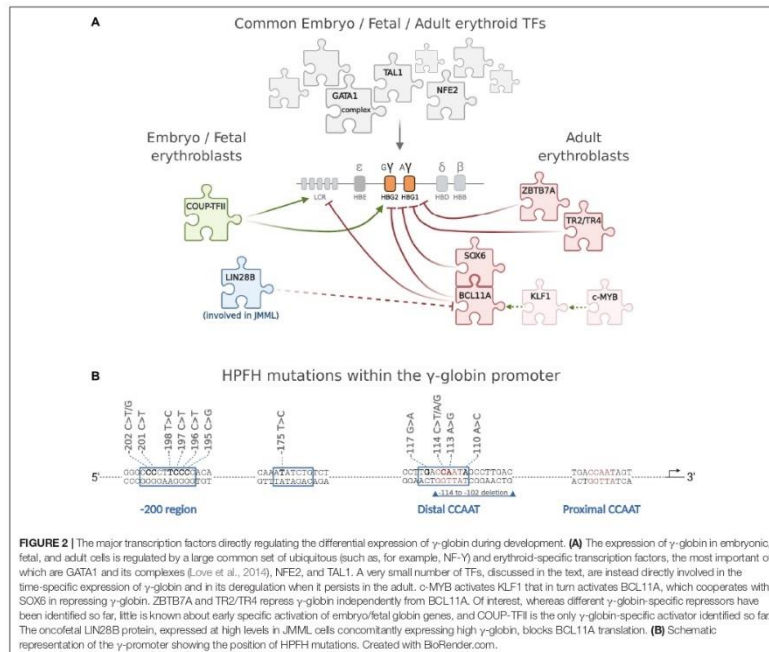 A
Common Embryo / Fetal / Adult erythroid TFs
TAL1
GATA1
complex
NFE2
Embryo / Fetal
erythroblasts
Adult
erythroblasts
ε
Gγ
Aγ
δ
β
LCR
HBE
HBG2
HBG1
HBD
HBB
COUP-TFII
ZBTB7A
TR2/TR4
SOX6
LIN28B
(involved in JMML)
BCL11A
KLF1
c-MYB
B
HPFH mutations within the γ-globin promoter
-202 C>T/G
-201 C>T
-198 T>C
-197 C>T
-196 C>T
-195 C>G
-175 T>C
-117 G>A
-114 C>T/A/G
-113 A>G
-110 A>C
5'
GGGGCCCCTTCCCCGACA
CAAATATCTGTCT
CCTTGACCAATAGCCTTGAC
TGACCAATAGT
3'
CCCCGGGGAAGGGGCTGT
GTTTATAGACAGA
GGAACTGGTTATCGGAACTG
ACTGGTTATCA
-114 to -102 deletion
-200 region
Distal CCAAT
Proximal CCAAT
FIGURE 2 | The major transcription factors directly regulating the differential expression of γ-globin during development. (A) The expression of γ-globin in embryonic,
fetal, and adult cells is regulated by a large common set of ubiquitous (such as, for example, NF-Y) and erythroid-specific transcription factors, the most important of
which are GATA1 and its complexes (Love et al., 2014), NFE2, and TAL1. A very small number of TFs, discussed in the text, are instead directly involved in the
time-specific expression of γ-globin and in its deregulation when it persists in the adult. c-MYB activates KLF1 that in turn activates BCL11A, which cooperates with
SOX6 in repressing γ-globin. ZBTB7A and TR2/TR4 repress γ-globin independently from BCL11A. Of interest, whereas different γ-globin-specific repressors have
been identified so far, little is known about early specific activation of embryo/fetal globin genes, and COUP-TFII is the only γ-globin-specific activator identified so far.
The oncofetal LIN28B protein, expressed at high levels in JMML cells concomitantly expressing high γ-globin, blocks BCL11A translation. (B) Schematic
representation of the γ-promoter showing the position of HPFH mutations. Created with BioRender.com.